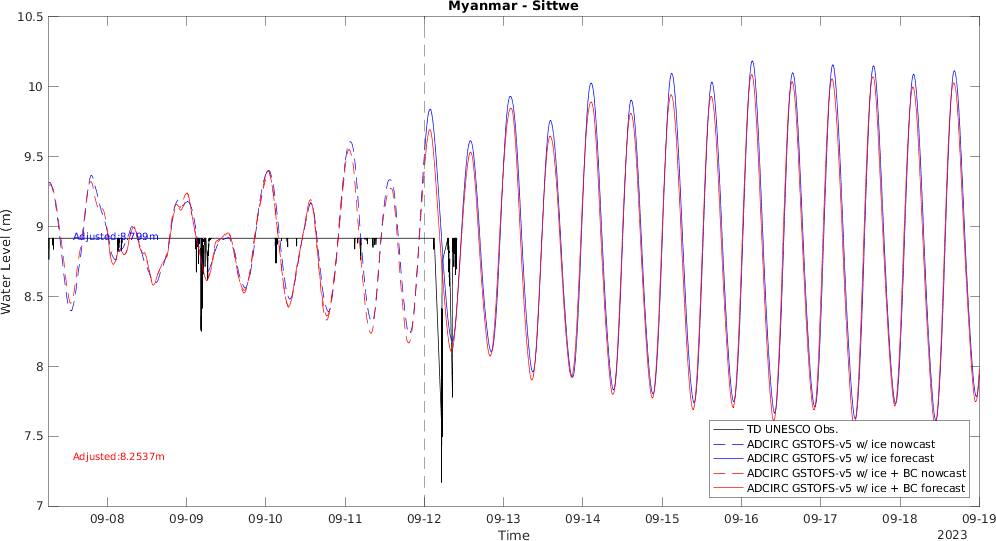 Myanmar - Sittwe
10.5
10
9.5
9
8.5
8
7.5
7
Water Level (m)
Adjusted:8.799m
Adjusted:8.2537m
TD UNESCO Obs.
ADCIRC GSTOFS-v5 w/ ice nowcast
ADCIRC GSTOFS-v5 w/ ice forecast
ADCIRC GSTOFS-v5 w/ ice + BC nowcast
ADCIRC GSTOFS-v5 w/ ice + BC forecast
09-08 09-09 09-10 09-11 09-12 09-13 09-14 09-15 09-16 09-17 09-18 09-19
Time
2023